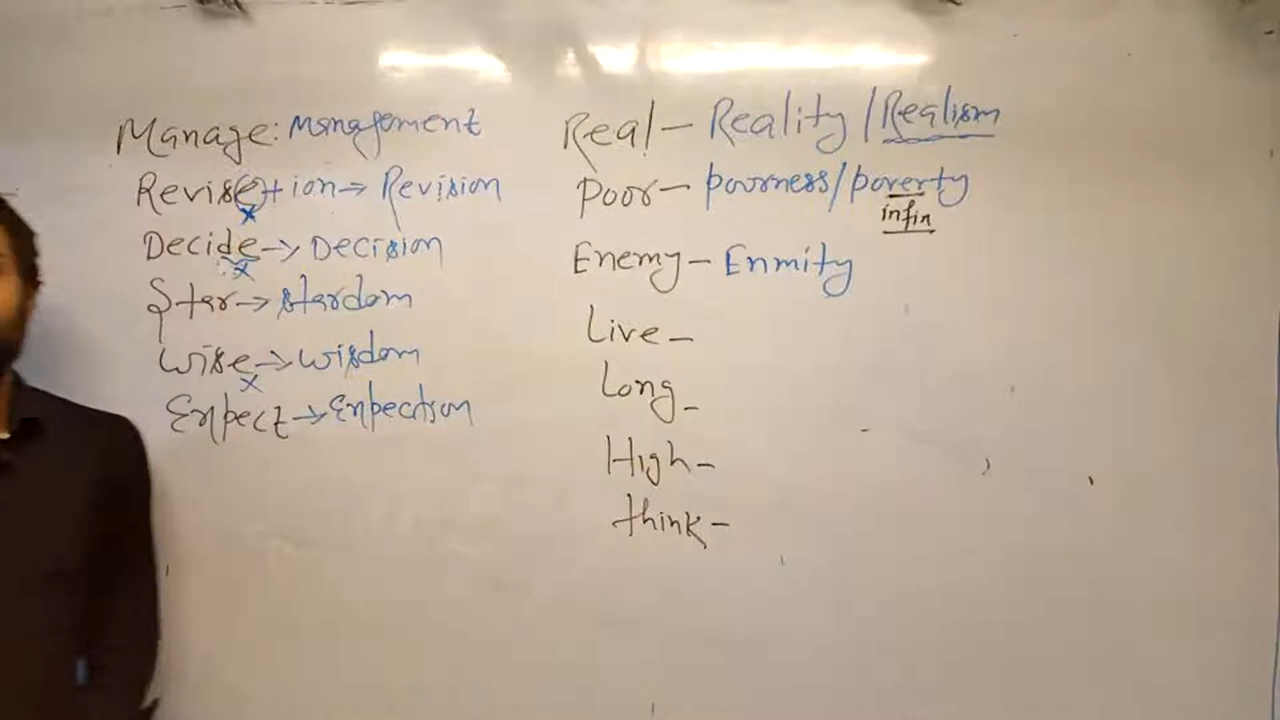 Manage: Management
Revise+ion→ Revision
x
Decide→ Decision
x
Star→ stardom
Wise→ wisdom
x
Expect→ Expection
Real – Reality / Realism
Poor – poorness/poverty
infin
Enemy – Enmity
Live –
Long –
High –
think –